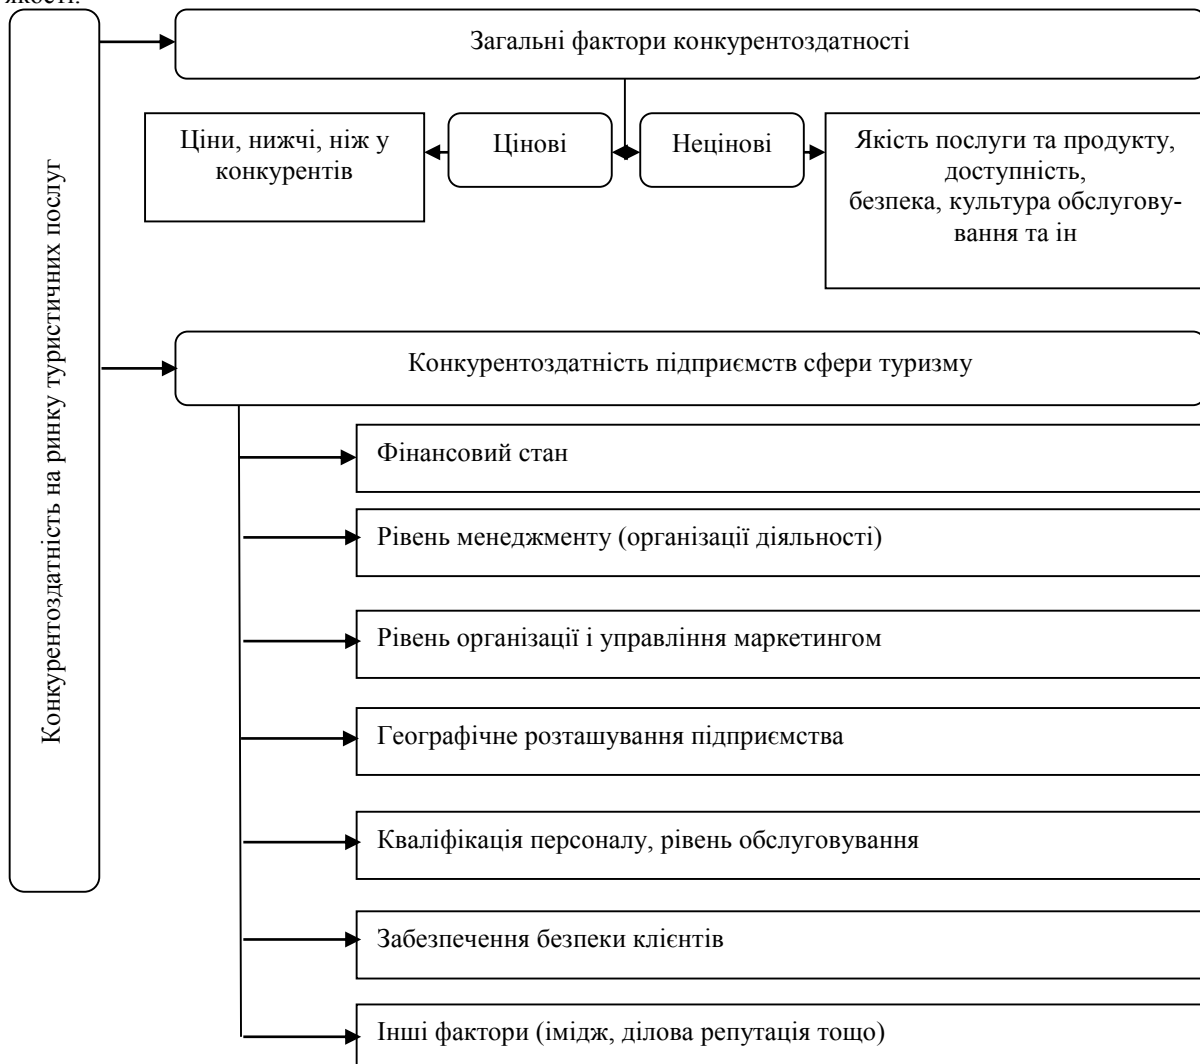 якості.
Загальні фактори конкурентоздатності
Ціни, нижчі, ніж у
конкурентів
Цінові
Нецінові
Якість послуги та продукту,
доступність,
безпека, культура обслугову-
вання та ін
Конкурентоздатність на ринку туристичних послуг
Конкурентоздатність підприємств сфери туризму
Фінансовий стан
Рівень менеджменту (організації діяльності)
Рівень організації і управління маркетингом
Географічне розташування підприємства
Кваліфікація персоналу, рівень обслуговування
Забезпечення безпеки клієнтів
Інші фактори (імідж, ділова репутація тощо)